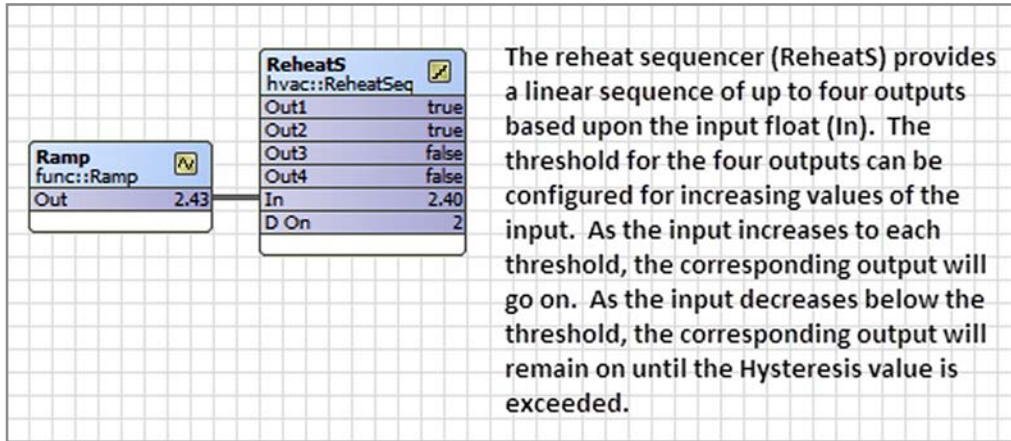 Ramp
func::Ramp
Out 2.43
ReheatS
hvac::ReheatSeq
Out1 true
Out2 true
Out3 false
Out4 false
In 2.40
D On 2
The reheat sequencer (ReheatS) provides
a linear sequence of up to four outputs
based upon the input float (In). The
threshold for the four outputs can be
configured for increasing values of the
input. As the input increases to each
threshold, the corresponding output will
go on. As the input decreases below the
threshold, the corresponding output will
remain on until the Hysteresis value is
exceeded.